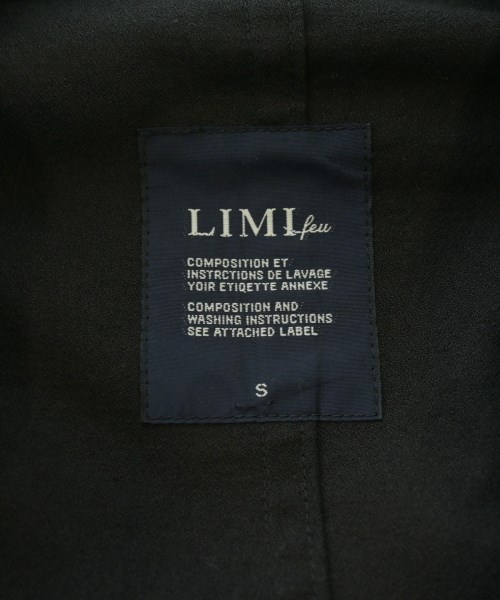 LIMI feu
COMPOSITION ET
INSTRCTIONS DE LAVAGE
YOIR ETIQETTE ANNEXE
COMPOSITION AND
WASHING INSTRUCTIONS
SEE ATTACHED LABEL
S